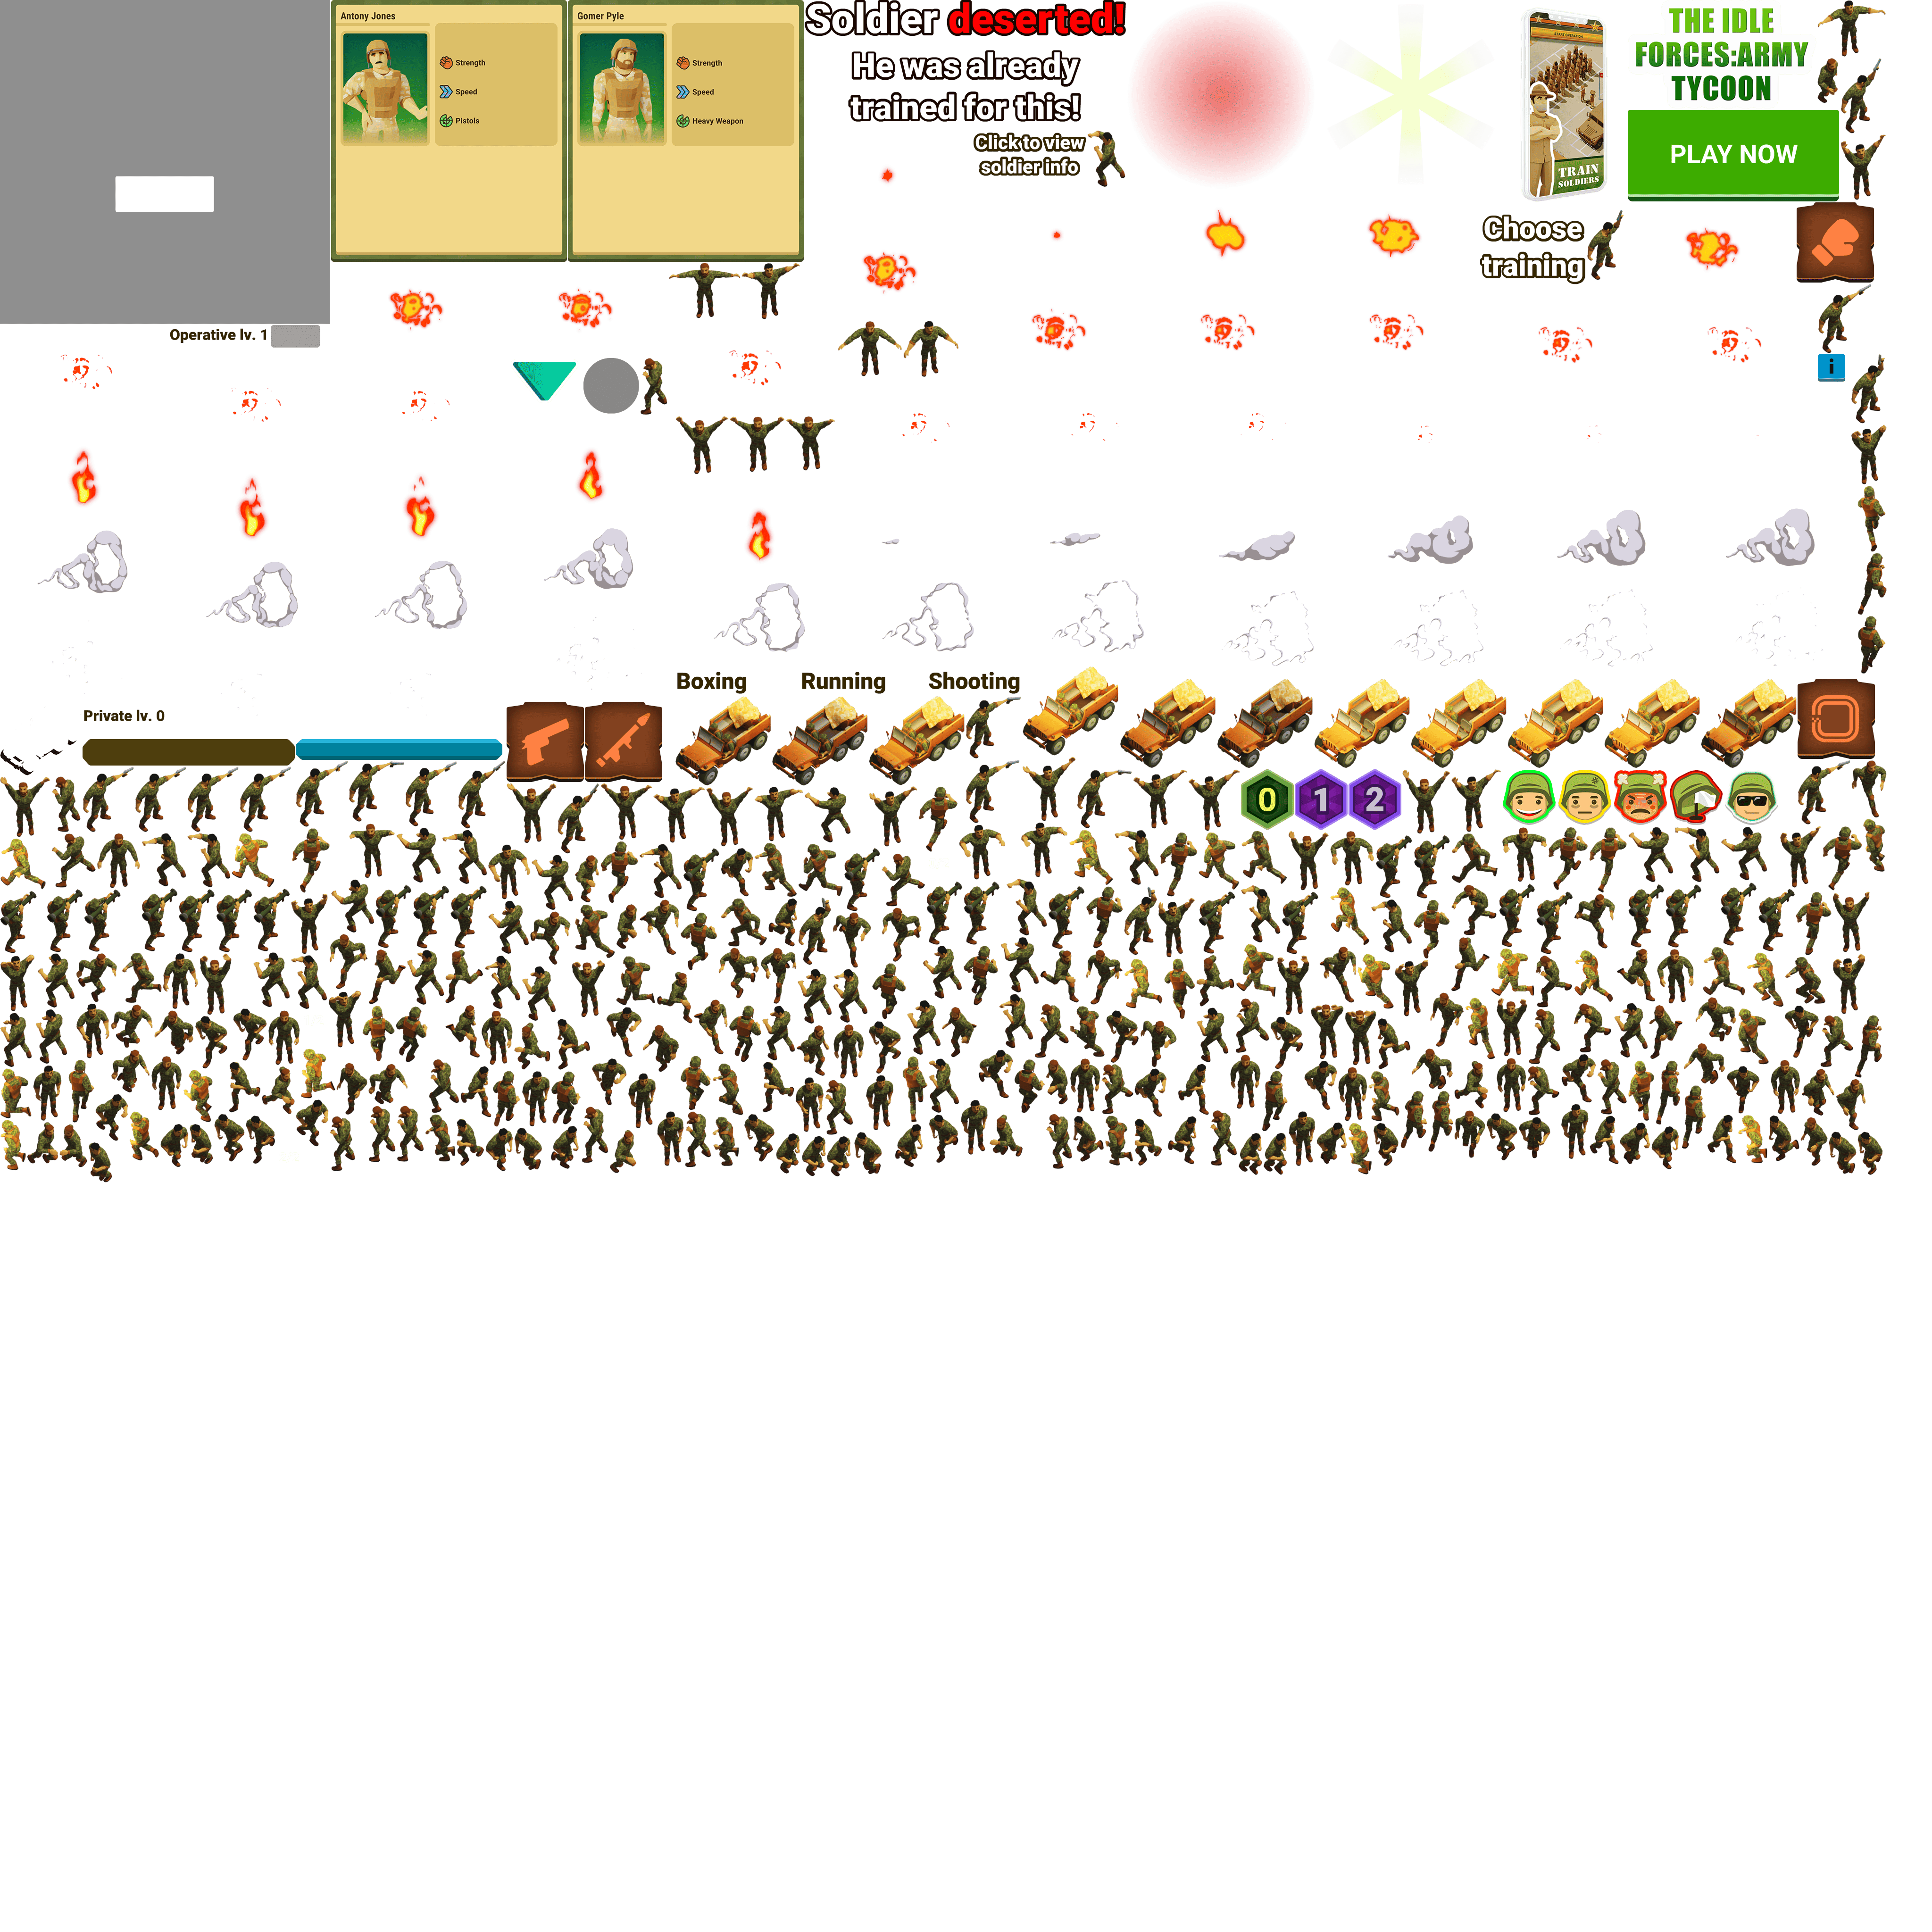 Antony Jones
Strength
Speed
Pistols
Gomer Pyle
Strength
Speed
Heavy Weapon
Soldier deserted!
He was already
trained for this!
Click to view
soldier info
START OPERATION
TRAIN
SOLDIERS
THE IDLE
FORCES:ARMY
TYCOON
PLAY NOW
Choose
training
Operative lv. 1
i
Boxing
Running
Shooting
Private lv. 0
0
1
2